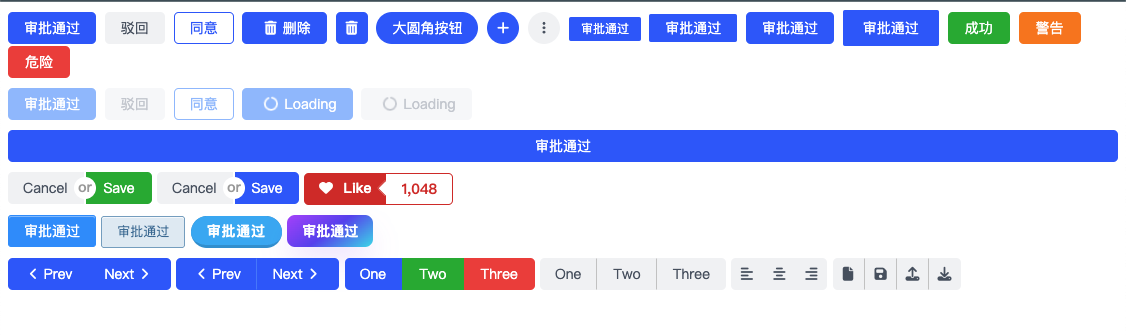 审批通过 驳回 同意 删除 大圆角按钮 审批通过 审批通过 审批通过 审批通过 成功 警告
危险
审批通过 驳回 同意 Loading Loading
审批通过
Cancel or Save Cancel or Save Like 1,048
审批通过 审批通过 审批通过 审批通过
Prev Next Prev Next One Two Three One Two Three